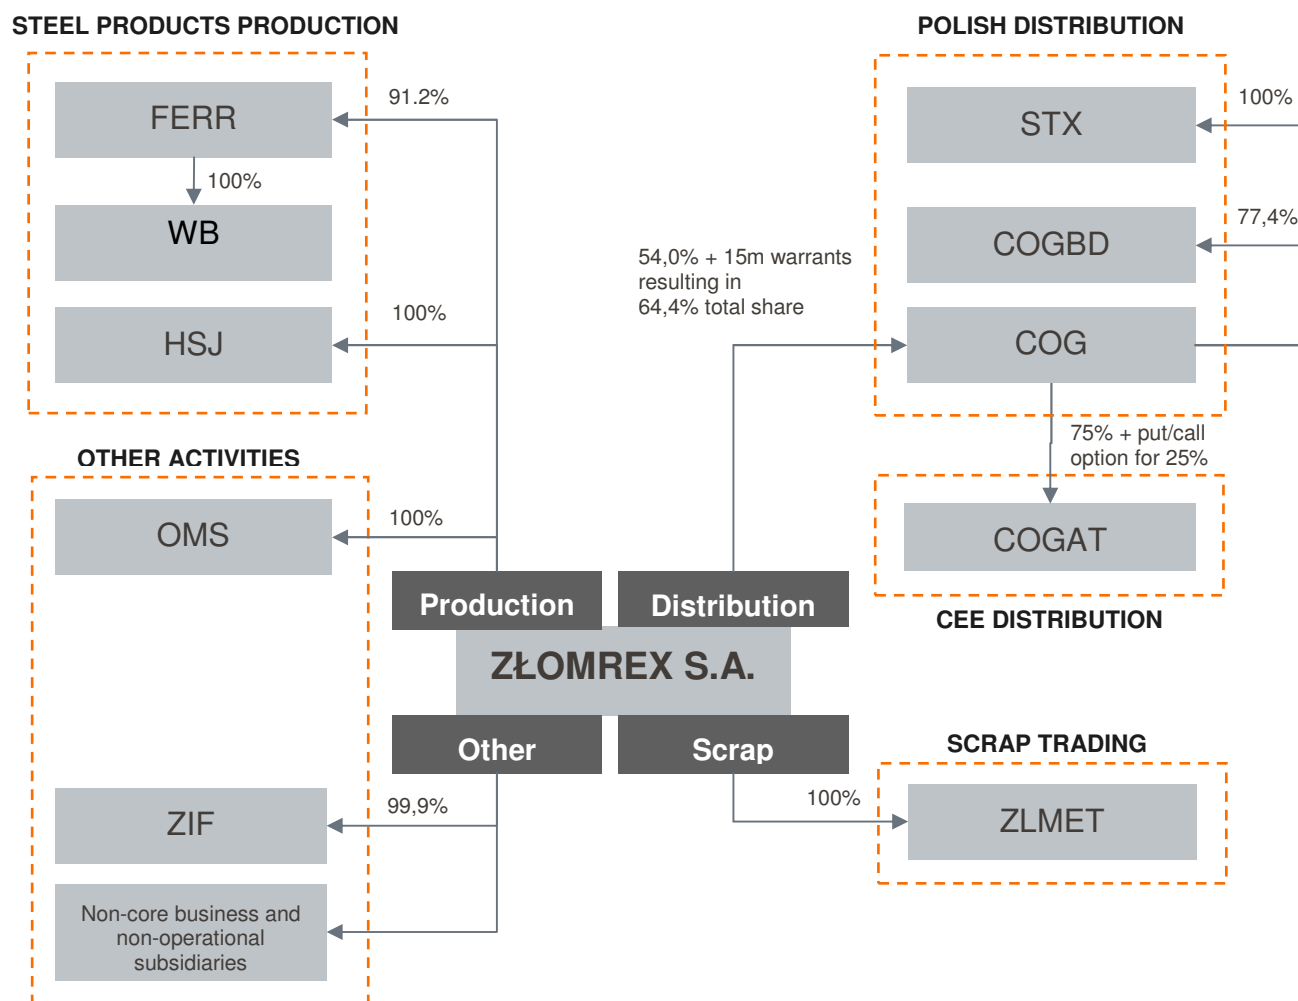 STEEL PRODUCTS PRODUCTION
FERR
91.2%
100%
WB
HSJ
100%
OTHER ACTIVITIES
OMS
100%
ZIF
99,9%
Non-core business and
non-operational
subsidiaries
Production
Distribution
ZŁOMREX S.A.
Other
Scrap
54,0% + 15m warrants
resulting in
64,4% total share
POLISH DISTRIBUTION
STX
100%
COGBD
77,4%
COG
75% + put/call
option for 25%
COGAT
CEE DISTRIBUTION
SCRAP TRADING
100%
ZLMET